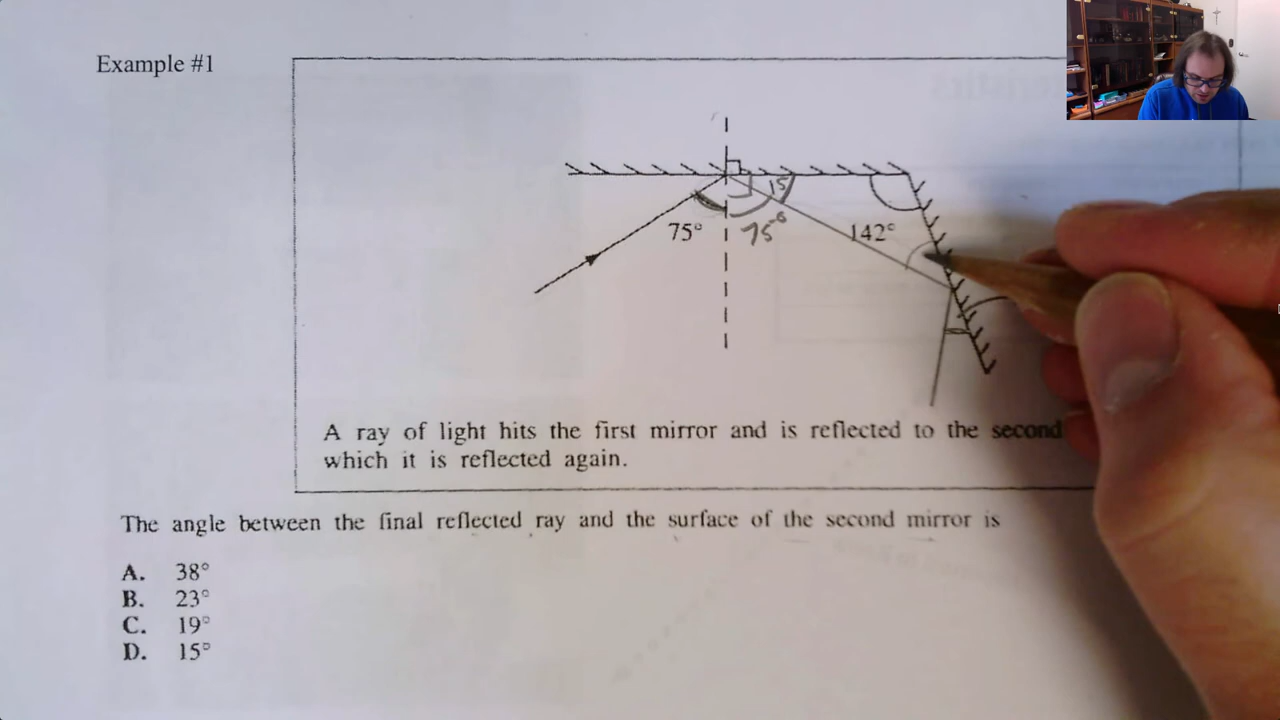 Example #1
15
75°
75°
142°
A ray of light hits the first mirror and is reflected to the second
which it is reflected again.
The angle between the final reflected ray and the surface of the second mirror is
A. 38°
B. 23°
C. 19°
D. 15°